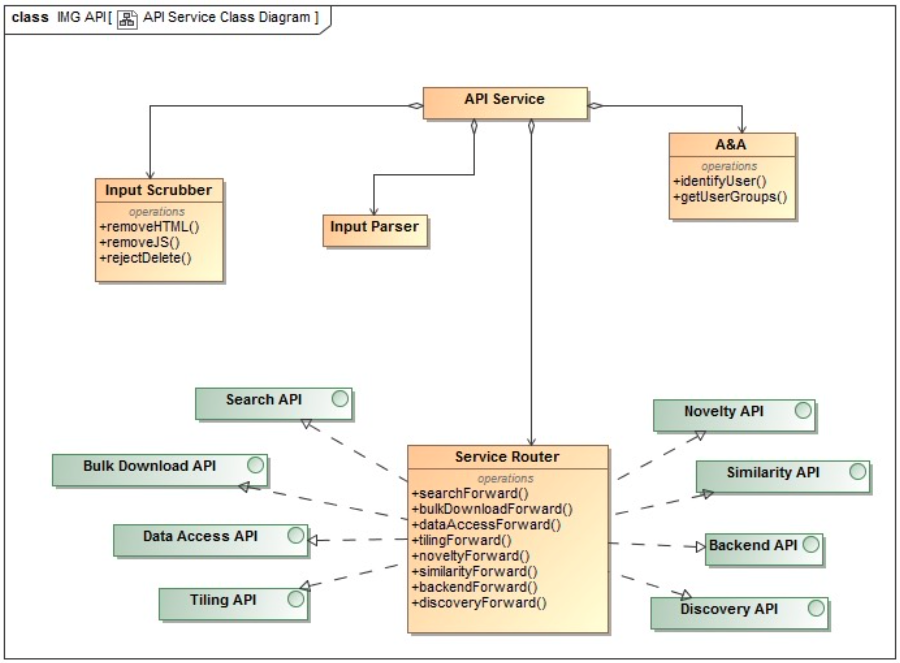 class IMG API[ API Service Class Diagram ]
API Service
A&A
operations
+identifyUser()
+getUserGroups()
Input Scrubber
operations
+removeHTML()
+removeJS()
+rejectDelete()
Input Parser
Search API
Bulk Download API
Data Access API
Tiling API
Service Router
operations
+searchForward()
+bulkDownloadForward()
+dataAccessForward()
+tilingForward()
+noveltyForward()
+similarityForward()
+backendForward()
+discoveryForward()
Novelty API
Similarity API
Backend API
Discovery API